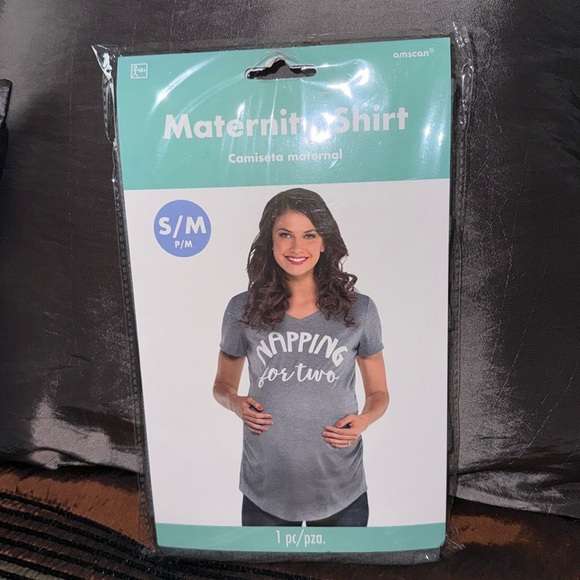 amscan®
Maternity Shirt
Camiseta maternal
S/M
P/M
NAPPING
for two
1 pc/pza.